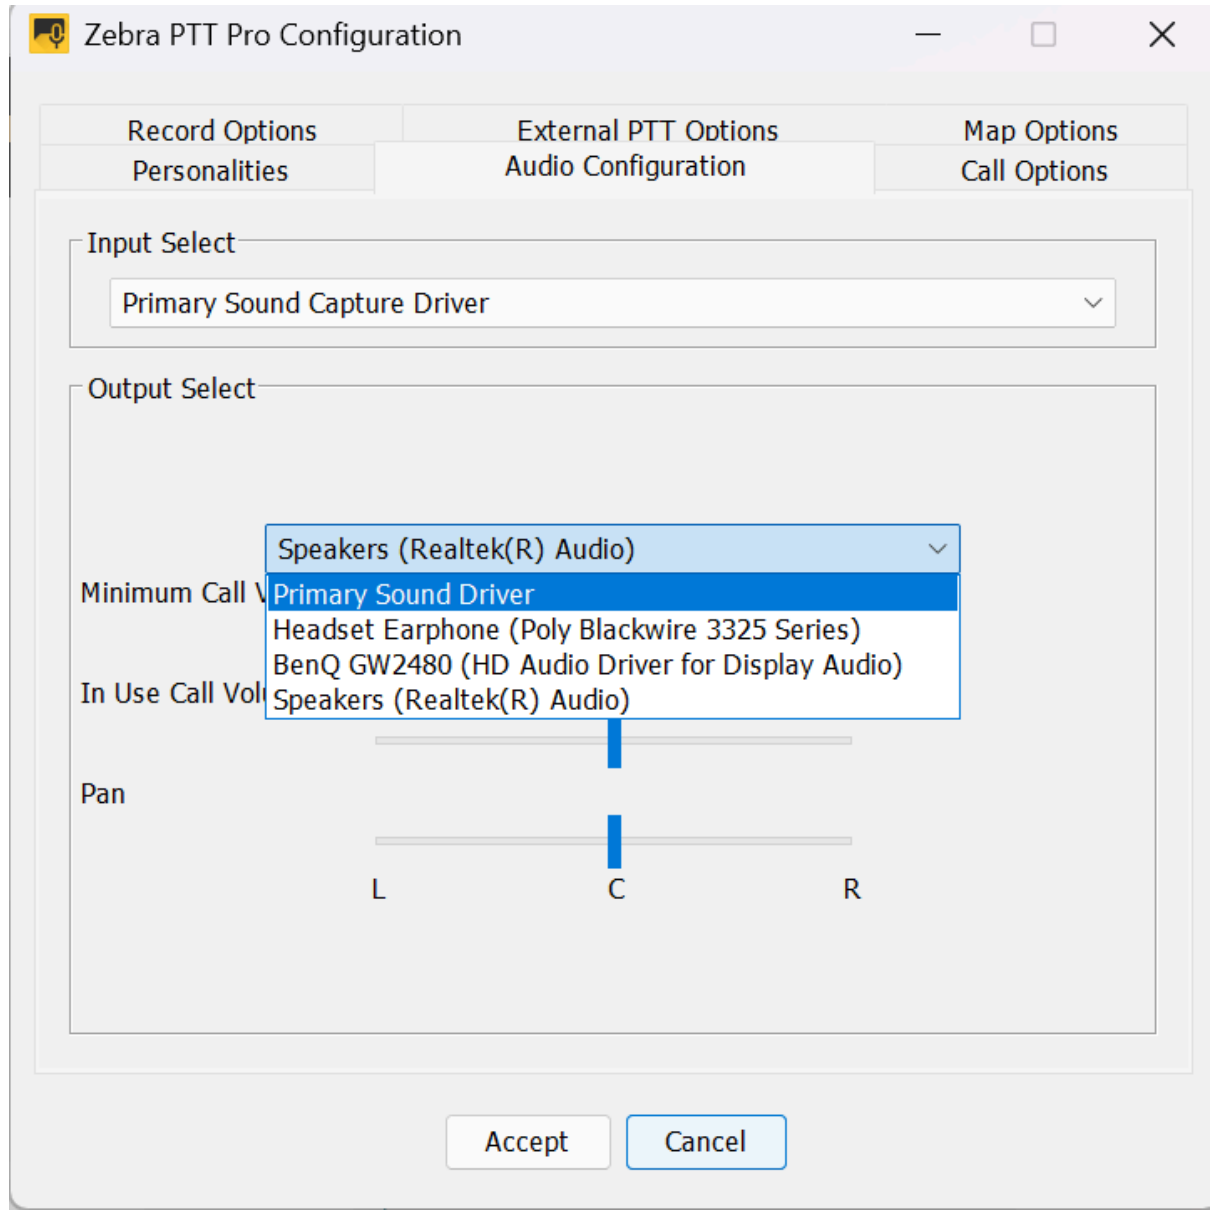 Zebra PTT Pro Configuration
Record Options External PTT Options Map Options
Personalities Audio Configuration Call Options
Input Select
Primary Sound Capture Driver
Output Select
Speakers (Realtek(R) Audio)
Minimum Call
Primary Sound Driver
Headset Earphone (Poly Blackwire 3325 Series)
BenQ GW2480 (HD Audio Driver for Display Audio)
In Use Call
Speakers (Realtek(R) Audio)
Pan
L C R
Accept Cancel